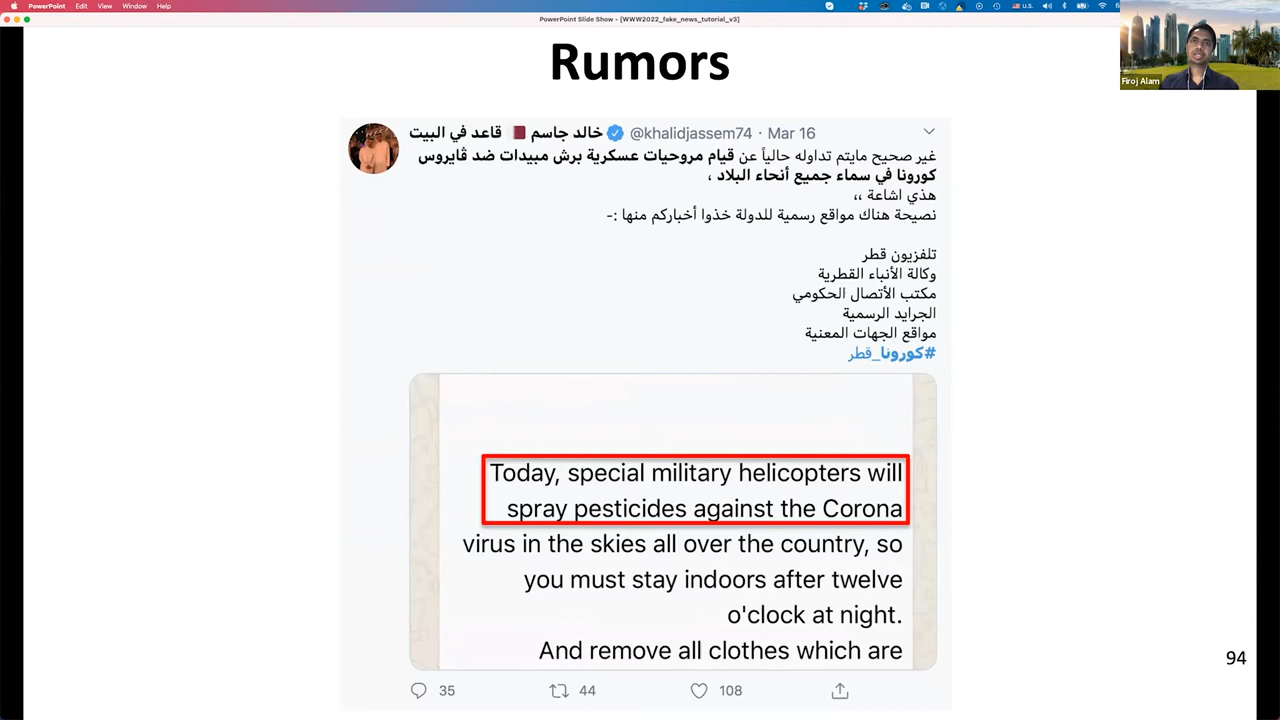 PowerPoint Edit View Window Help
U.S.
PowerPoint Slide Show - [WWW2022_fake_news_tutorial_v3]
Firoj Alam
Rumors
خالد جاسم 🇶🇦 قاعد في البيت @khalidjassem74 · Mar 16
غير صحيح مايتم تداوله حالياً عن قيام مروحيات عسكرية برش مبيدات ضد ڤايروس
كورونا في سماء جميع أنحاء البلاد ،
هذي اشاعة ،،
نصيحة هناك مواقع رسمية للدولة خذوا أخباركم منها :-
تلفزيون قطر
وكالة الأنباء القطرية
مكتب الأتصال الحكومي
الجرايد الرسمية
مواقع الجهات المعنية
#كورونا_قطر
Today, special military helicopters will
spray pesticides against the Corona
virus in the skies all over the country, so
you must stay indoors after twelve
o'clock at night.
And remove all clothes which are
35 44 108
94